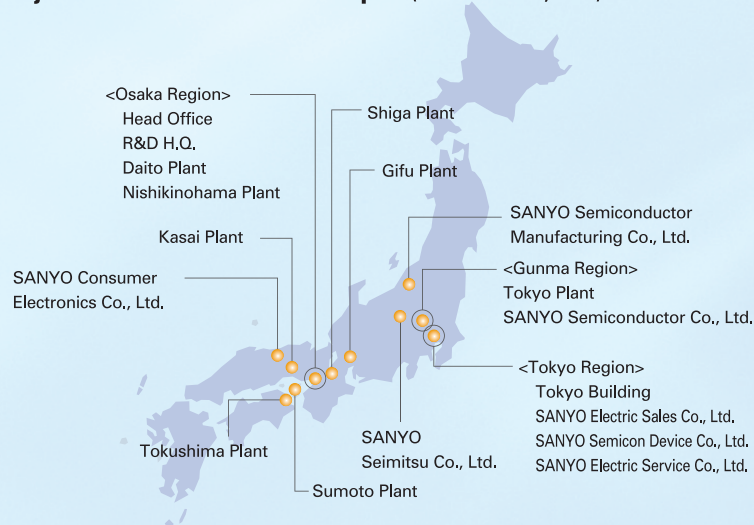 <Osaka Region>
Head Office
R&D H.Q.
Daito Plant
Nishikinohama Plant
Shiga Plant
Gifu Plant
Kasai Plant
SANYO Consumer
Electronics Co., Ltd.
SANYO Semiconductor
Manufacturing Co., Ltd.
<Gunma Region>
Tokyo Plant
SANYO Semiconductor Co., Ltd.
<Tokyo Region>
Tokyo Building
SANYO Electric Sales Co., Ltd.
SANYO Semicon Device Co., Ltd.
SANYO Electric Service Co., Ltd.
Tokushima Plant
SANYO
Seimitsu Co., Ltd.
Sumoto Plant